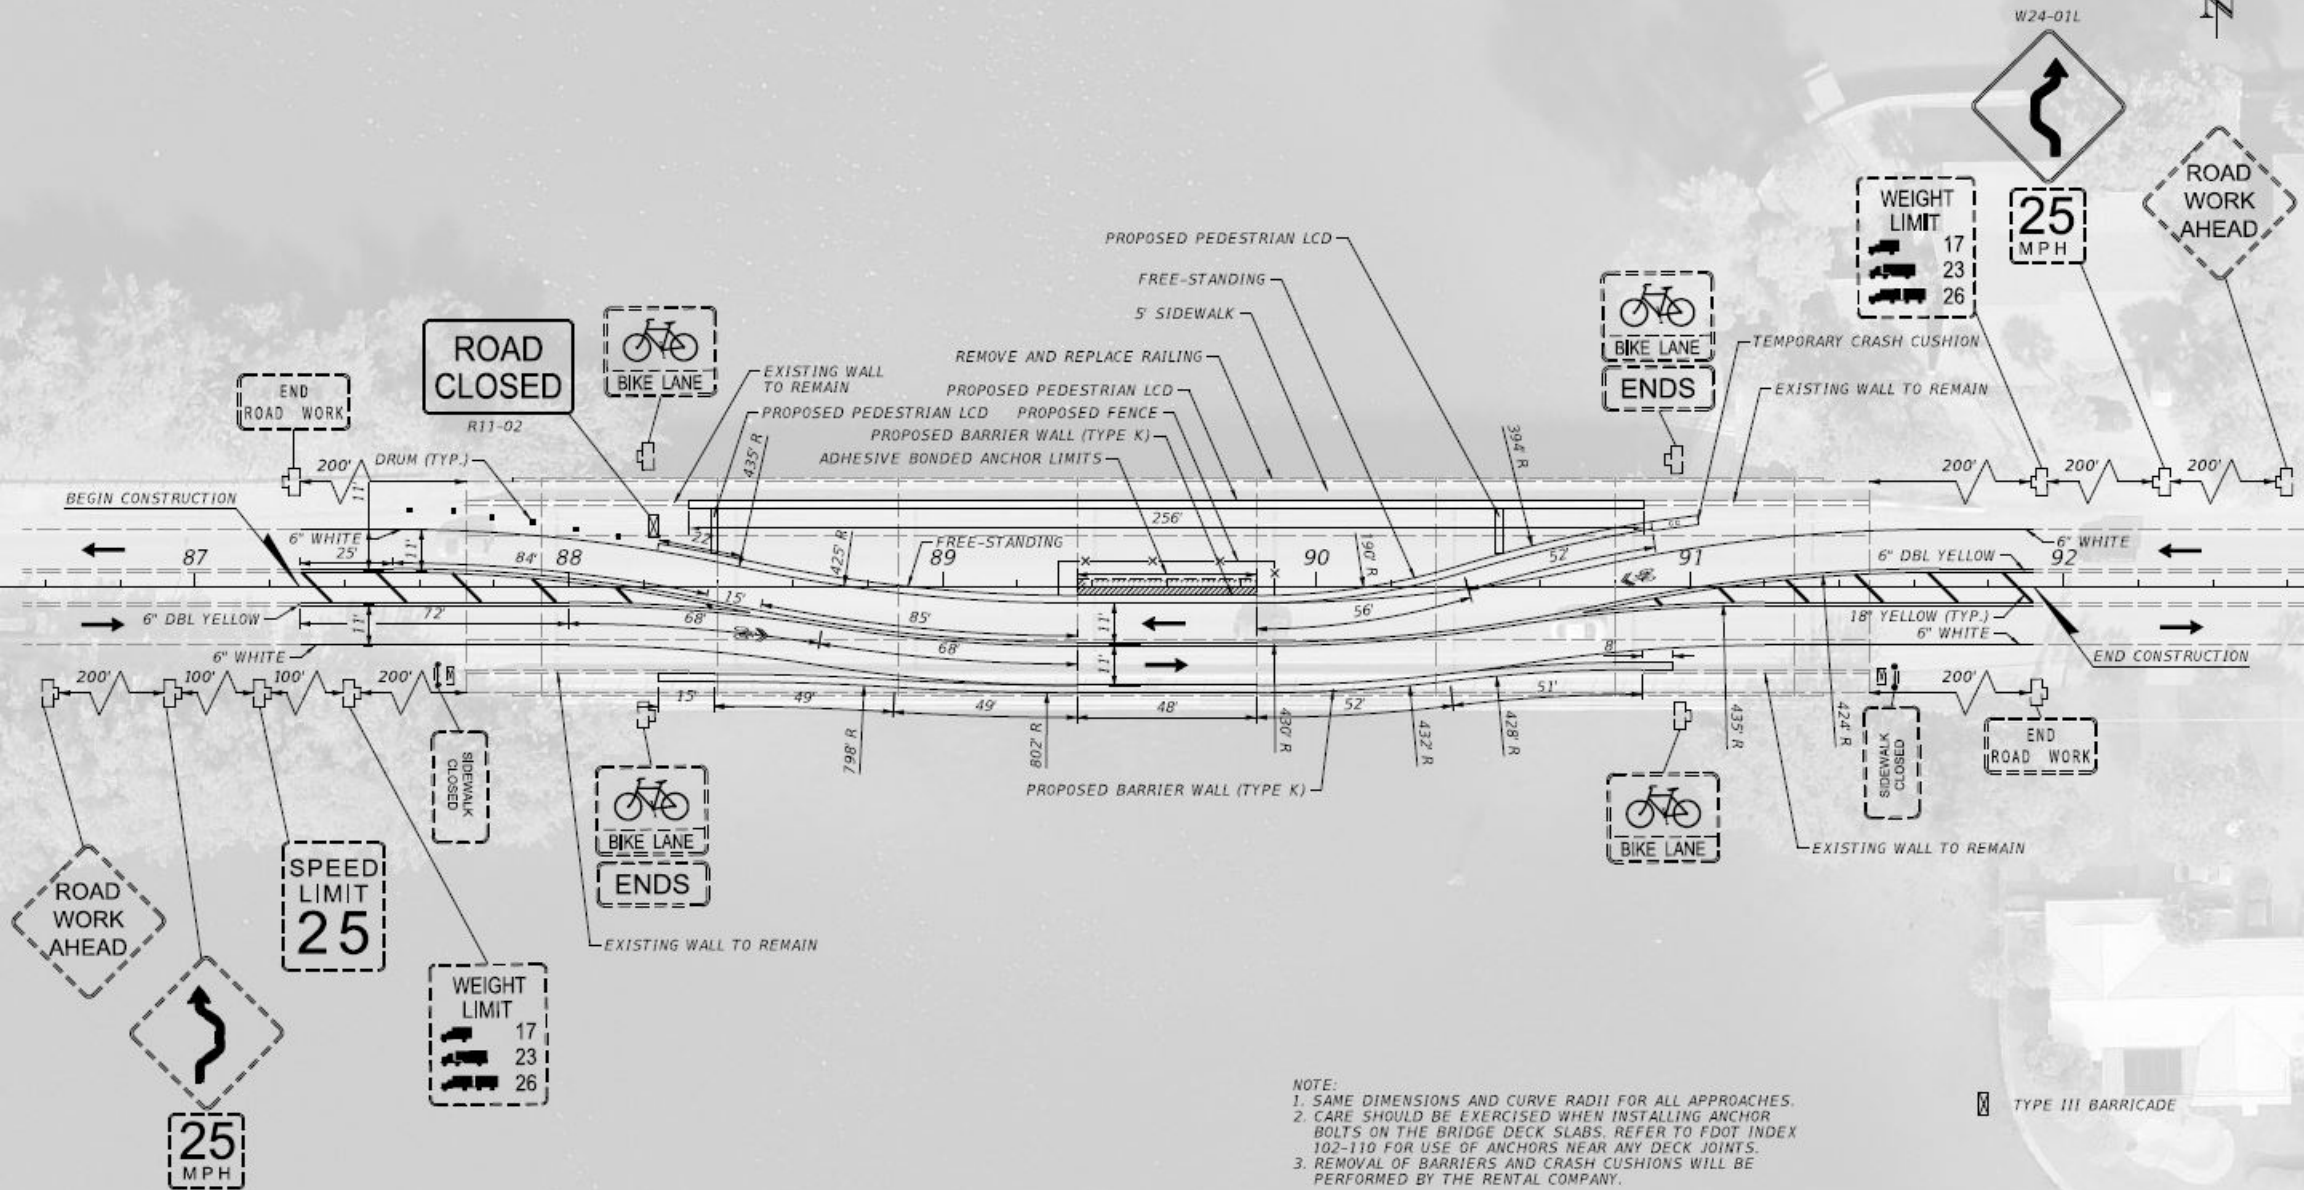 W24-01L
N
ROAD
WORK
AHEAD
WEIGHT
LIMIT
17
23
26
25
MPH
PROPOSED PEDESTRIAN LCD
FREE-STANDING
5' SIDEWALK
REMOVE AND REPLACE RAILING
PROPOSED PEDESTRIAN LCD
PROPOSED PEDESTRIAN LCD
PROPOSED FENCE
PROPOSED BARRIER WALL (TYPE K)
ADHESIVE BONDED ANCHOR LIMITS
BIKE LANE
ENDS
TEMPORARY CRASH CUSHION
EXISTING WALL TO REMAIN
ROAD
CLOSED
R11-02
BIKE LANE
EXISTING WALL
TO REMAIN
END
ROAD WORK
DRUM (TYP.)
200'
11'
435' R
394' R
200'
200'
200'
BEGIN CONSTRUCTION
6" WHITE
25'
11'
84'
22'
425' R
256'
FREE-STANDING
190' R
52'
6" WHITE
6" DBL YELLOW
87
88
89
90
91
92
6" DBL YELLOW
72'
11'
68'
15'
85'
68'
11'
11'
56'
8'
18" YELLOW (TYP.)
6" WHITE
END CONSTRUCTION
6" WHITE
200'
100'
100'
200'
15'
49'
49'
48'
52'
51'
200'
798' R
802' R
430' R
432' R
428' R
435' R
424' R
SIDEWALK
CLOSED
SIDEWALK
CLOSED
END
ROAD WORK
PROPOSED BARRIER WALL (TYPE K)
BIKE LANE
ENDS
BIKE LANE
EXISTING WALL TO REMAIN
EXISTING WALL TO REMAIN
ROAD
WORK
AHEAD
SPEED
LIMIT
25
WEIGHT
LIMIT
17
23
26
25
MPH
NOTE:
1. SAME DIMENSIONS AND CURVE RADII FOR ALL APPROACHES.
2. CARE SHOULD BE EXERCISED WHEN INSTALLING ANCHOR
BOLTS ON THE BRIDGE DECK SLABS. REFER TO FDOT INDEX
102-110 FOR USE OF ANCHORS NEAR ANY DECK JOINTS.
3. REMOVAL OF BARRIERS AND CRASH CUSHIONS WILL BE
PERFORMED BY THE RENTAL COMPANY.
TYPE III BARRICADE